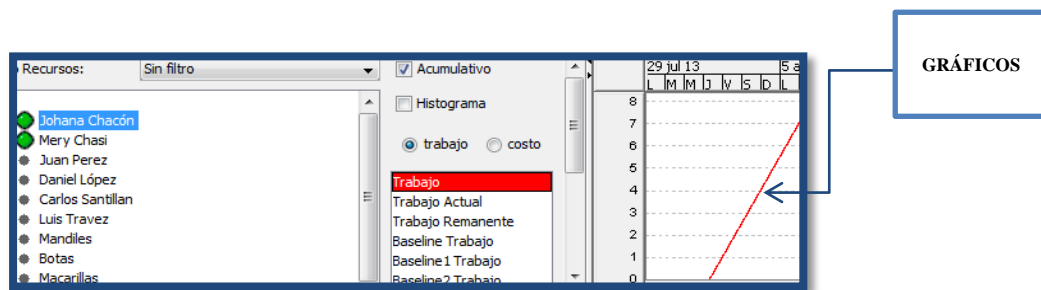 GRÁFICOS
Recursos: Sin filtro
Johana Chacón
Mery Chasi
Juan Perez
Daniel López
Carlos Santillan
Luis Travez
Mandiles
Botas
Macarillas
Acumulativo
Histograma
trabajo costo
Trabajo
Trabajo Actual
Trabajo Remanente
Baseline Trabajo
Baseline1 Trabajo
Baseline2 Trabajo
29 jul 13 5 a
L M M J V S D L
8
7
6
5
4
3
2
1
0